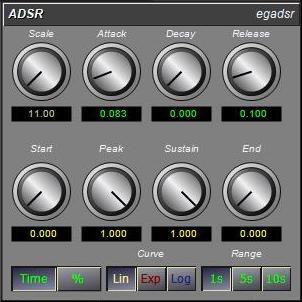 ADSR egadsr
Scale Attack Decay Release
11.00 0.083 0.000 0.100
Start Peak Sustain End
0.000 1.000 1.000 0.000
Curve Range
Time % Lin Exp Log 1s 5s 10s